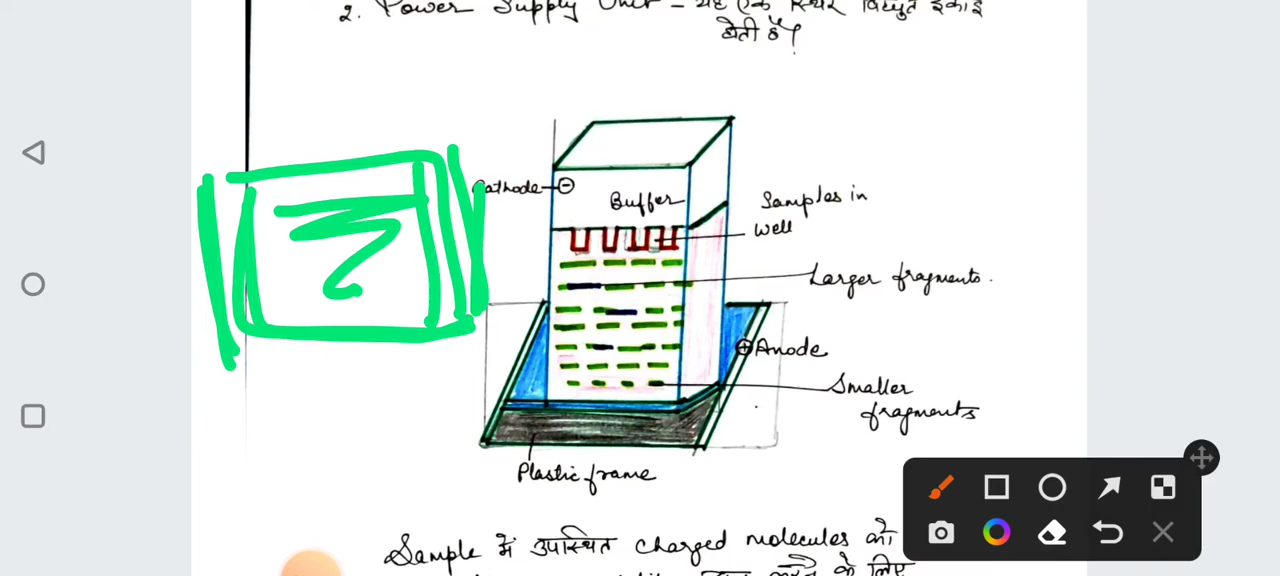 2. Power Supply Unit - यह एक स्थिर विद्युत इकाई
होती है।
Cathode
Buffer
Samples in
well
Larger fragments.
Anode
Smaller
fragments
Plastic frame
Sample में उपस्थित charged molecules को
करने के लिए